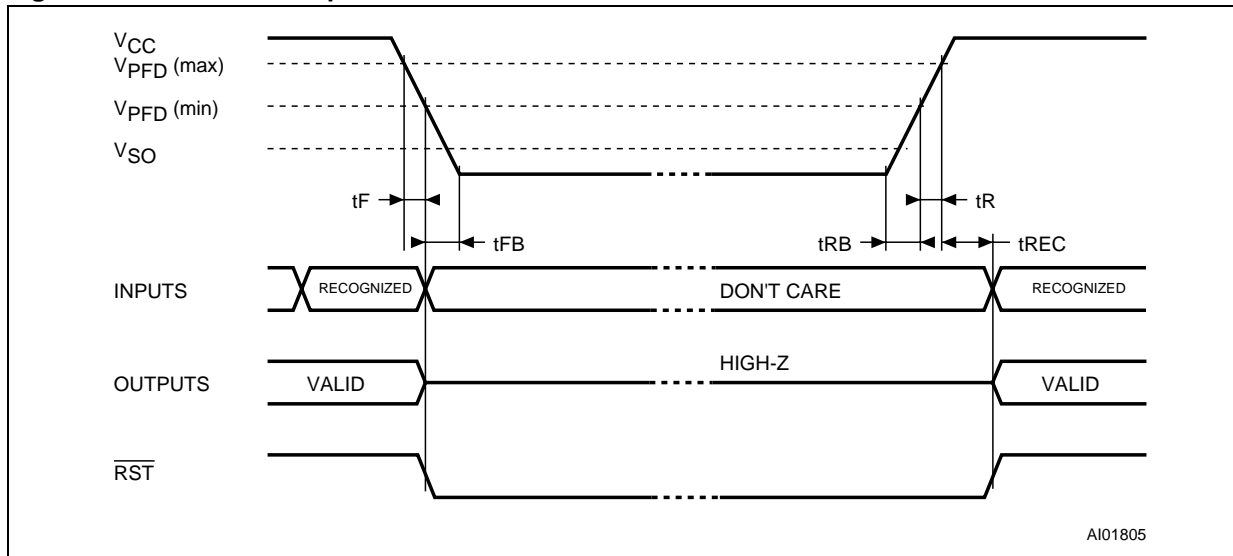 VCC
VPFD (max)
VPFD (min)
VSO
tF
tR
tFB
tRB
tREC
INPUTS
RECOGNIZED
DON'T CARE
RECOGNIZED
HIGH-Z
OUTPUTS
VALID
VALID
RST
AI01805